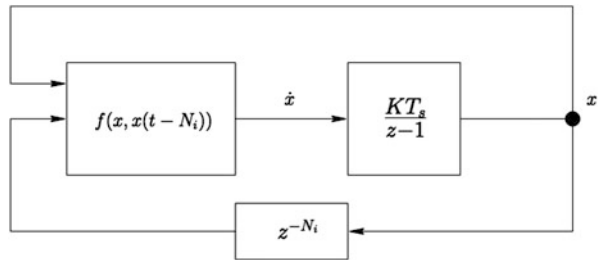 ẋ
x
f(x, x(t − N_i))
KT_s
z−1
z^{−N_i}